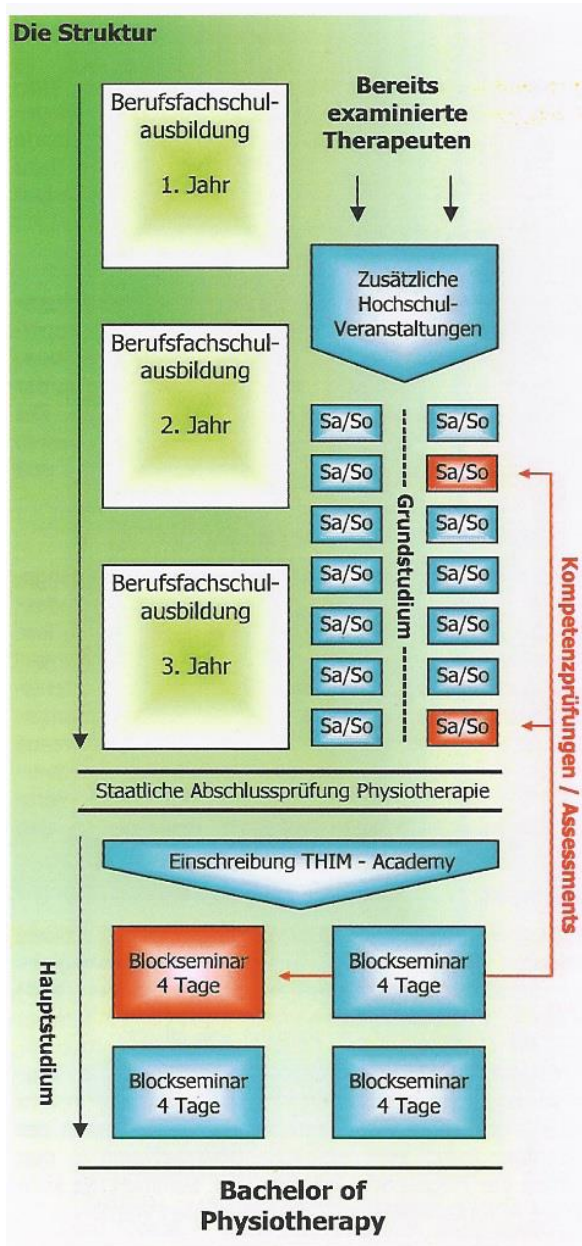 Die Struktur
Berufsfachschul-
ausbildung
1. Jahr
Bereits
examinierte
Therapeuten
Zusätzliche
Hochschul-
Veranstaltungen
Berufsfachschul-
ausbildung
2. Jahr
Berufsfachschul-
ausbildung
3. Jahr
Sa/So
Sa/So
Sa/So
Sa/So
Sa/So
Sa/So
Sa/So
Grundstudium
Sa/So
Sa/So
Sa/So
Sa/So
Sa/So
Sa/So
Sa/So
Kompetenzprüfungen / Assessments
Staatliche Abschlussprüfung Physiotherapie
Einschreibung THIM - Academy
Hauptstudium
Blockseminar
4 Tage
Blockseminar
4 Tage
Blockseminar
4 Tage
Blockseminar
4 Tage
Bachelor of
Physiotherapy